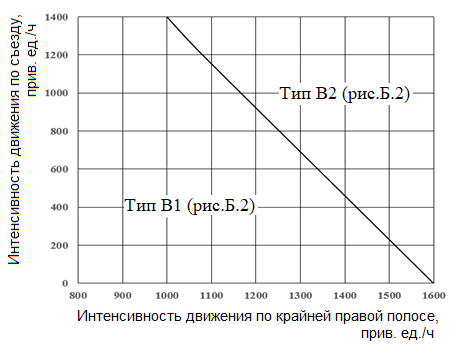 Интенсивность движения по съезду,
прив. ед./ч
1400
1200
1000
800
600
400
200
0
Тип В2 (рис.Б.2)
Тип В1 (рис.Б.2)
800 900 1000 1100 1200 1300 1400 1500 1600
Интенсивность движения по крайней правой полосе,
прив. ед./ч